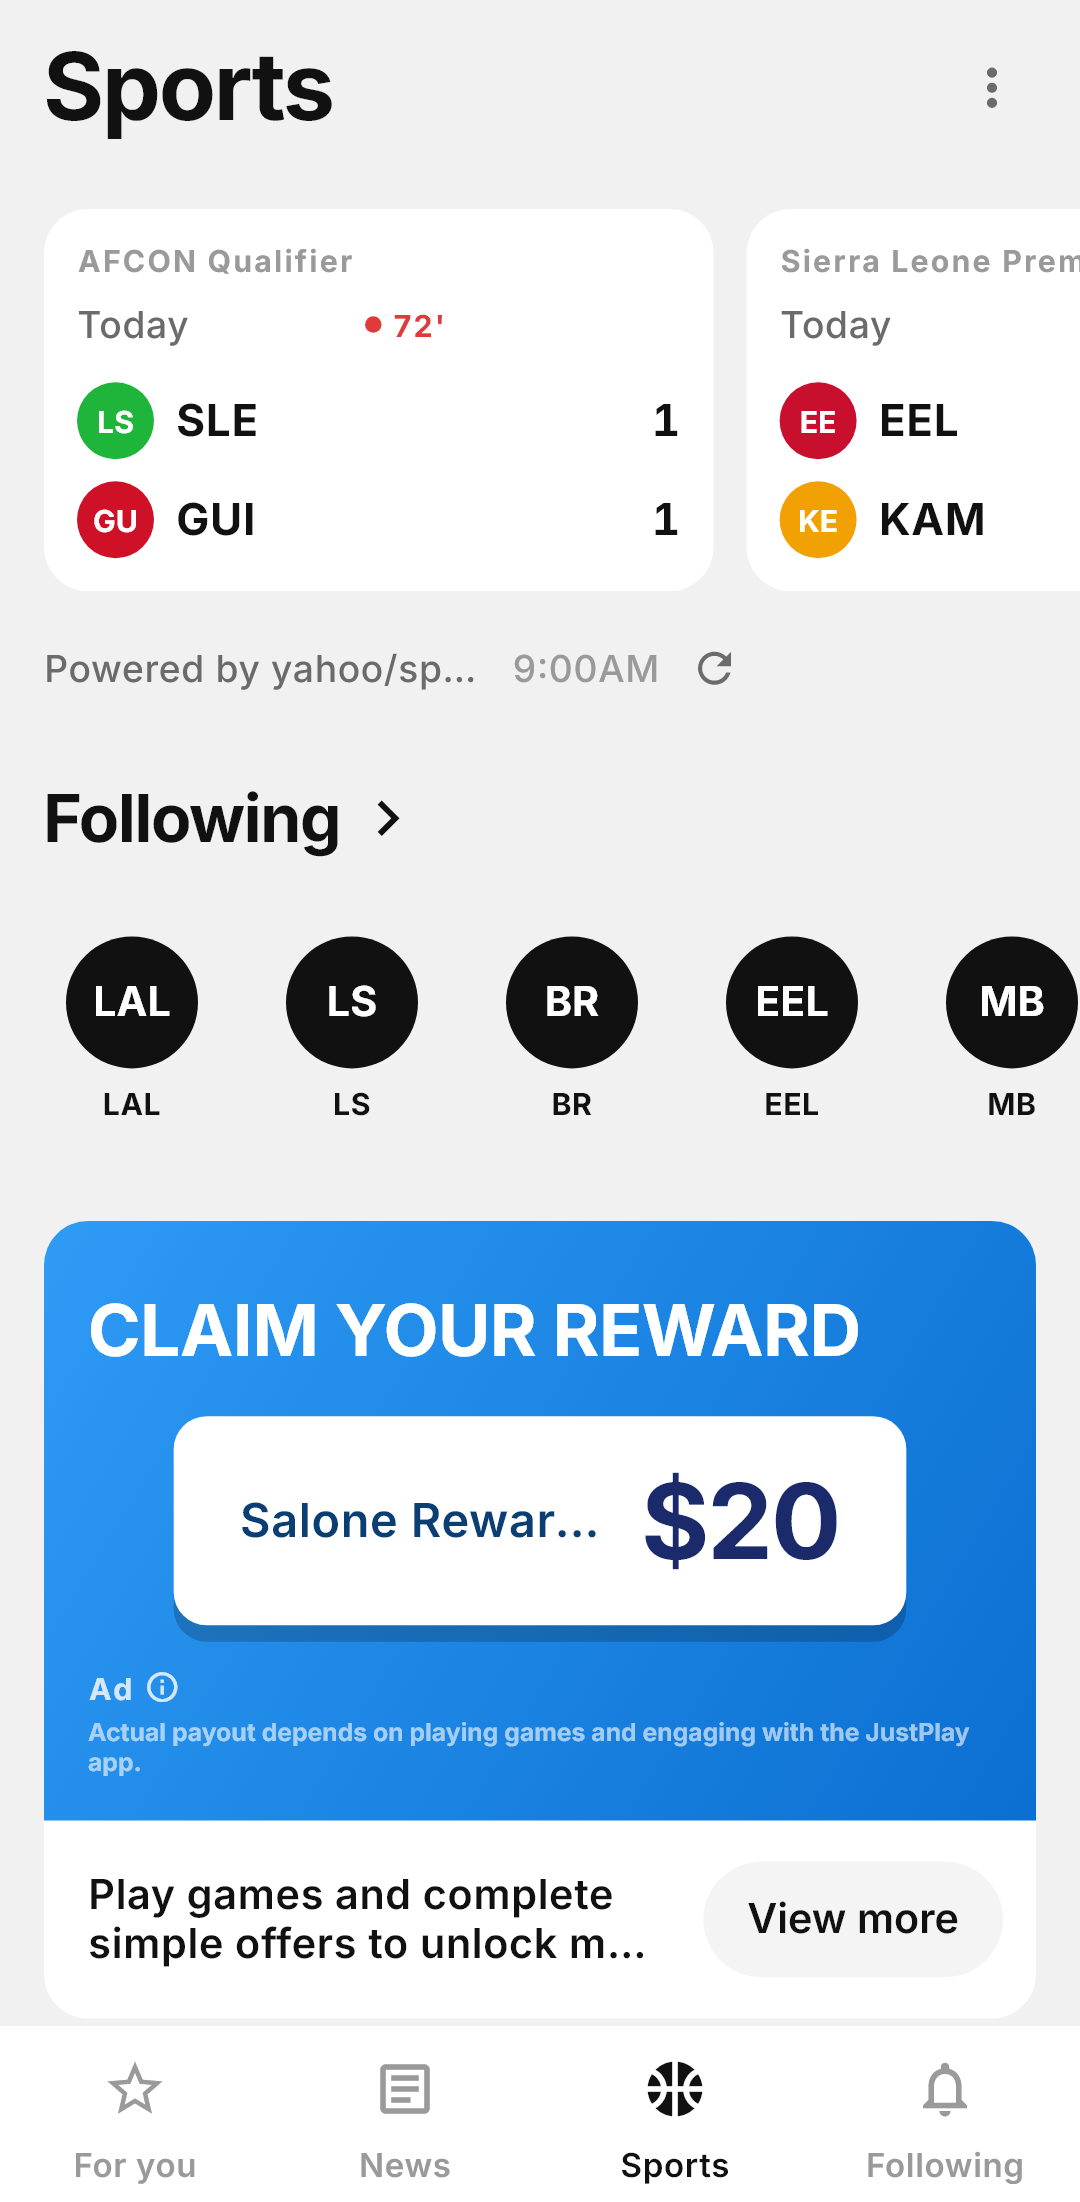 Sports
AFCON Qualifier
Today 72'
LS SLE 1
GU GUI 1
Sierra Leone Prem
Today
EE EEL
KE KAM
Powered by yahoo/sp... 9:00AM
Following
LAL LS BR EEL MB
LAL LS BR EEL MB
CLAIM YOUR REWARD
Salone Rewar... $20
Ad
Actual payout depends on playing games and engaging with the JustPlay
app.
Play games and complete
simple offers to unlock m...
View more
For you News Sports Following